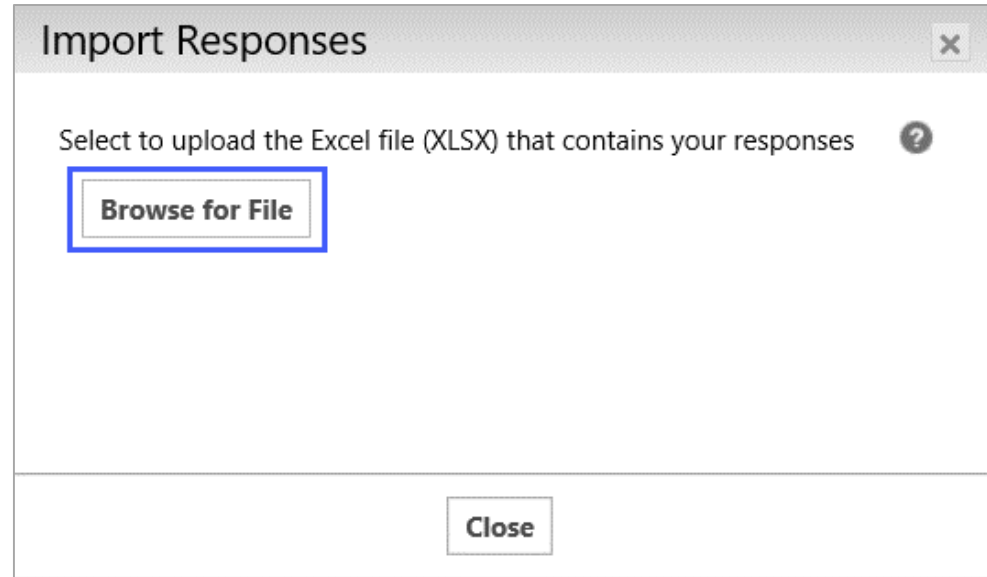 Import Responses
Select to upload the Excel file (XLSX) that contains your responses
Browse for File
Close